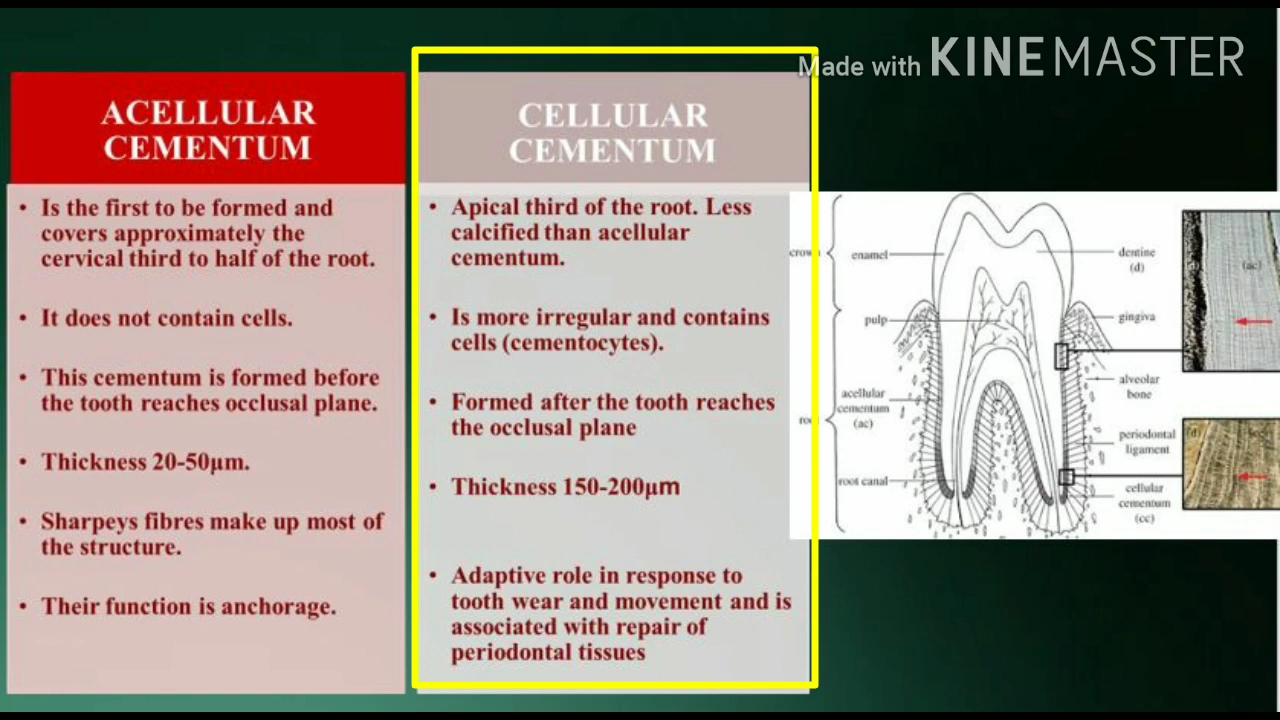 Made with KINEMASTER
ACELLULAR
CEMENTUM
• Is the first to be formed and
covers approximately the
cervical third to half of the root.
• It does not contain cells.
• This cementum is formed before
the tooth reaches occlusal plane.
• Thickness 20-50µm.
• Sharpeys fibres make up most of
the structure.
• Their function is anchorage.
CELLULAR
CEMENTUM
• Apical third of the root. Less
calcified than acellular
cementum.
• Is more irregular and contains
cells (cementocytes).
• Formed after the tooth reaches
the occlusal plane
• Thickness 150-200µm
• Adaptive role in response to
tooth wear and movement and is
associated with repair of
periodontal tissues
enamel
pulp
acellular
cementum
(ac)
root canal
dentine
(d)
gingiva
alveolar
bone
periodontal
ligament
cellular
cementum
(cc)
(ac)
(d)